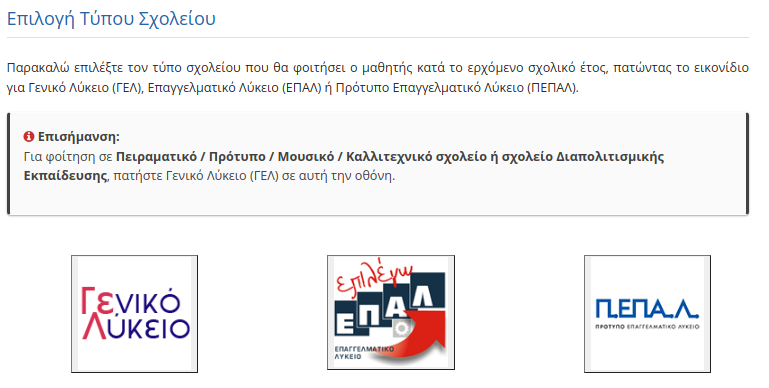 Επιλογή Τύπου Σχολείου
Παρακαλώ επιλέξτε τον τύπο σχολείου που θα φοιτήσει ο μαθητής κατά το ερχόμενο σχολικό έτος, πατώντας το εικονίδιο
για Γενικό Λύκειο (ΓΕΛ), Επαγγελματικό Λύκειο (ΕΠΑΛ) ή Πρότυπο Επαγγελματικό Λύκειο (ΠΕΠΑΛ).
Επισήμανση:
Για φοίτηση σε Πειραματικό / Πρότυπο / Μουσικό / Καλλιτεχνικό σχολείο ή σχολείο Διαπολιτισμικής
Εκπαίδευσης, πατήστε Γενικό Λύκειο (ΓΕΛ) σε αυτή την οθόνη.
Γενικό
Λύκειο
επιλέγω
ΕΠΑΛ
ΕΠΑΓΓΕΛΜΑΤΙΚΟ
ΛΥΚΕΙΟ
Π.ΕΠΑ.Λ.
ΠΡΟΤΥΠΟ ΕΠΑΓΓΕΛΜΑΤΙΚΟ ΛΥΚΕΙΟ